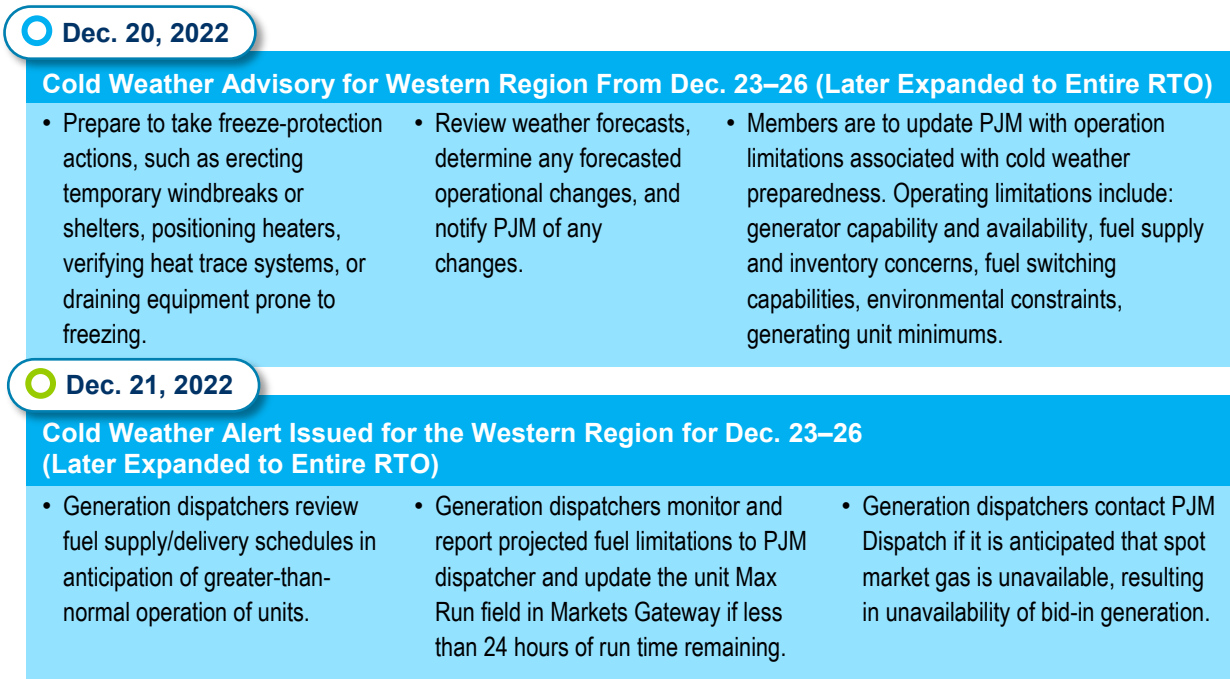 Dec. 20, 2022
Cold Weather Advisory for Western Region From Dec. 23–26 (Later Expanded to Entire RTO)
• Prepare to take freeze-protection
actions, such as erecting
temporary windbreaks or
shelters, positioning heaters,
verifying heat trace systems, or
draining equipment prone to
freezing.
• Review weather forecasts,
determine any forecasted
operational changes, and
notify PJM of any
changes.
• Members are to update PJM with operation
limitations associated with cold weather
preparedness. Operating limitations include:
generator capability and availability, fuel supply
and inventory concerns, fuel switching
capabilities, environmental constraints,
generating unit minimums.
Dec. 21, 2022
Cold Weather Alert Issued for the Western Region for Dec. 23–26
(Later Expanded to Entire RTO)
• Generation dispatchers review
fuel supply/delivery schedules in
anticipation of greater-than-
normal operation of units.
• Generation dispatchers monitor and
report projected fuel limitations to PJM
dispatcher and update the unit Max
Run field in Markets Gateway if less
than 24 hours of run time remaining.
• Generation dispatchers contact PJM
Dispatch if it is anticipated that spot
market gas is unavailable, resulting
in unavailability of bid-in generation.